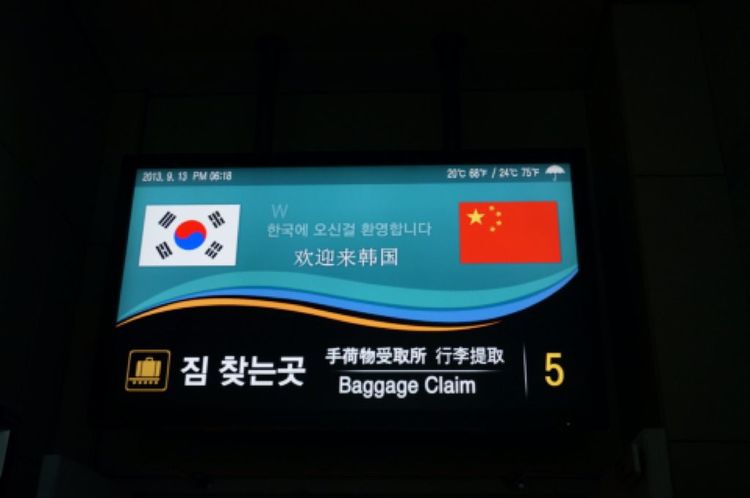 2013. 9. 13 PM 06:18
20℃ 68℉ / 24℃ 75℉
W
한국에 오신걸 환영합니다
欢迎来韩国
짐 찾는곳
手荷物受取所 行李提取
Baggage Claim
5